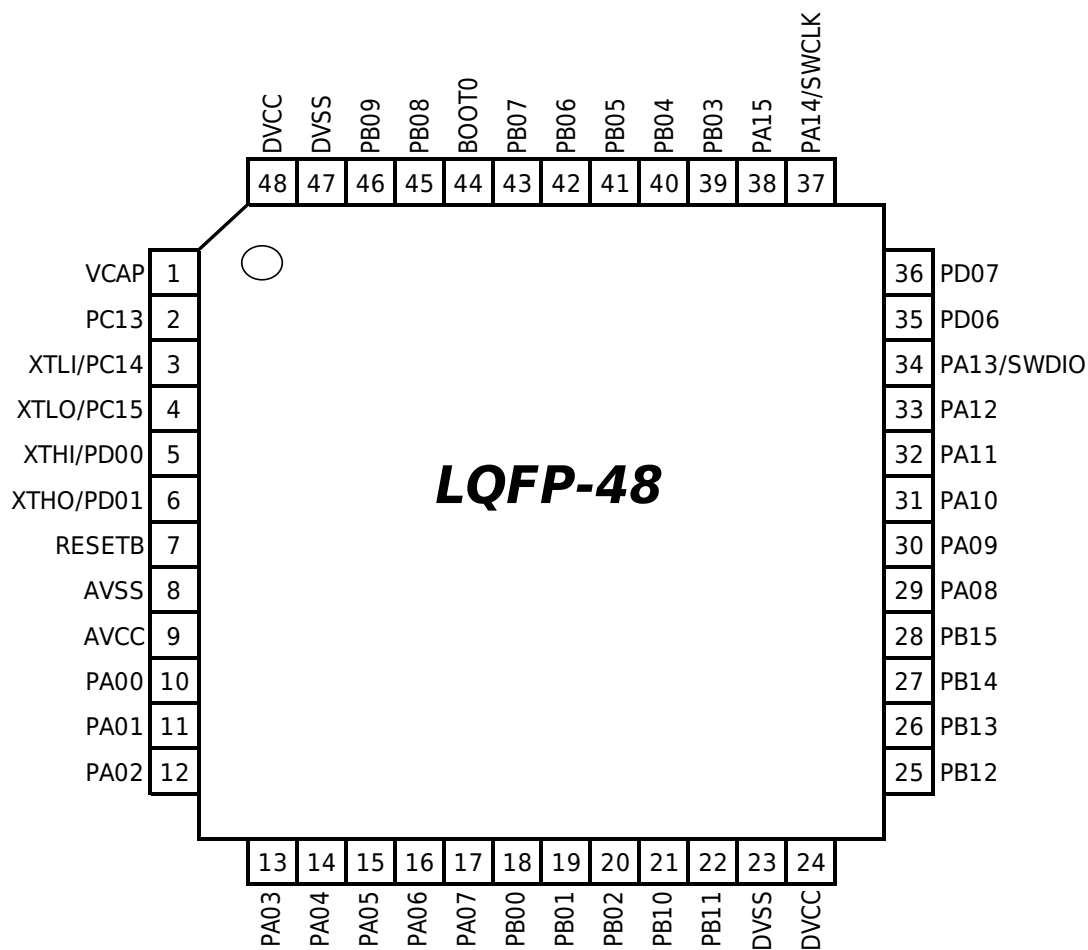 DVCC
DVSS
PB09
PB08
BOOT0
PB07
PB06
PB05
PB04
PB03
PA15
PA14/SWCLK
48 47 46 45 44 43 42 41 40 39 38 37
VCAP 1
PC13 2
XTLI/PC14 3
XTLO/PC15 4
XTHI/PD00 5
XTHO/PD01 6
RESETB 7
AVSS 8
AVCC 9
PA00 10
PA01 11
PA02 12
LQFP-48
36 PD07
35 PD06
34 PA13/SWDIO
33 PA12
32 PA11
31 PA10
30 PA09
29 PA08
28 PB15
27 PB14
26 PB13
25 PB12
13 14 15 16 17 18 19 20 21 22 23 24
PA03
PA04
PA05
PA06
PA07
PB00
PB01
PB02
PB10
PB11
DVSS
DVCC